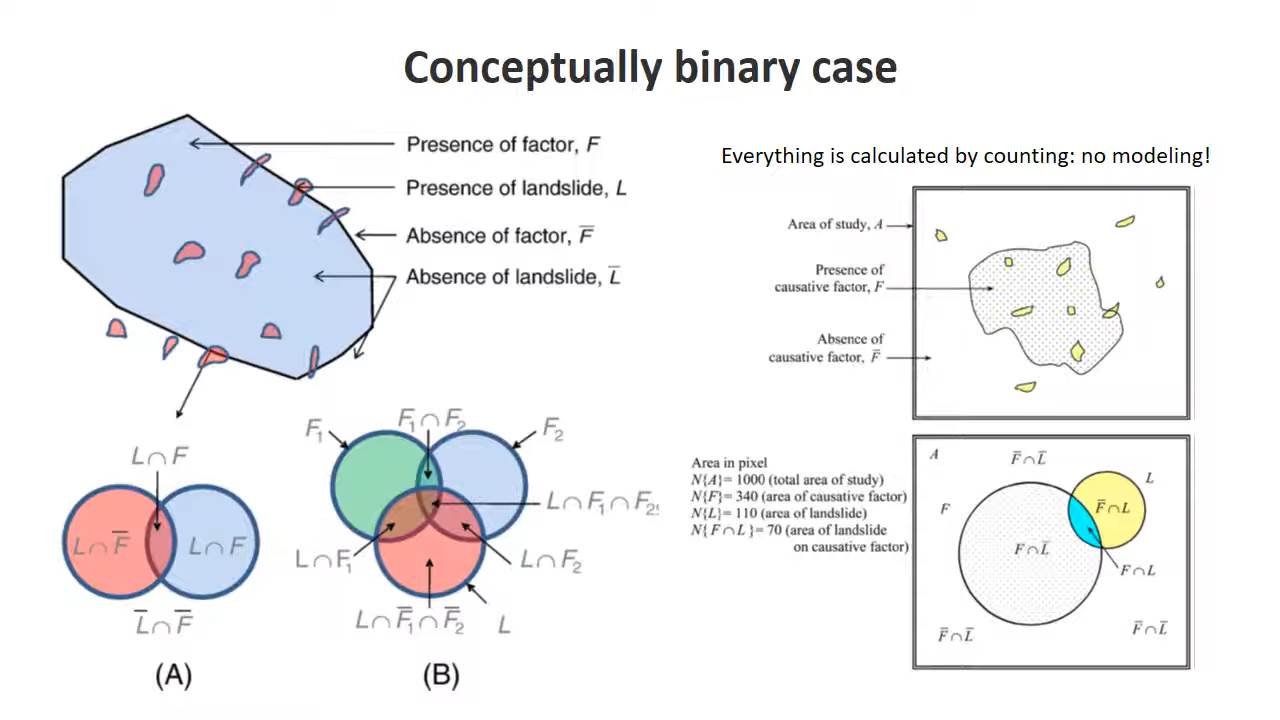 Conceptually binary case
Presence of factor, F
Presence of landslide, L
Absence of factor, F̅
Absence of landslide, L̅
L∩F
L∩F̅
L∩F
L̅∩F̅
(A)
F₁
F₁∩F₂
F₂
L∩F₁∩F₂
L∩F₁
L∩F₂
L∩F̅₁∩F̅₂
L
(B)
Everything is calculated by counting: no modeling!
Area of study, A
Presence of
causative factor, F
Absence of
causative factor, F̅
Area in pixel
N{A}= 1000 (total area of study)
N{F}= 340 (area of causative factor)
N{L}= 110 (area of landslide)
N{F∩L}= 70 (area of landslide
on causative factor)
A
F̅∩L̅
L
F
F̅∩L
F∩L̅
F∩L
F̅∩L̅
F̅∩L̅